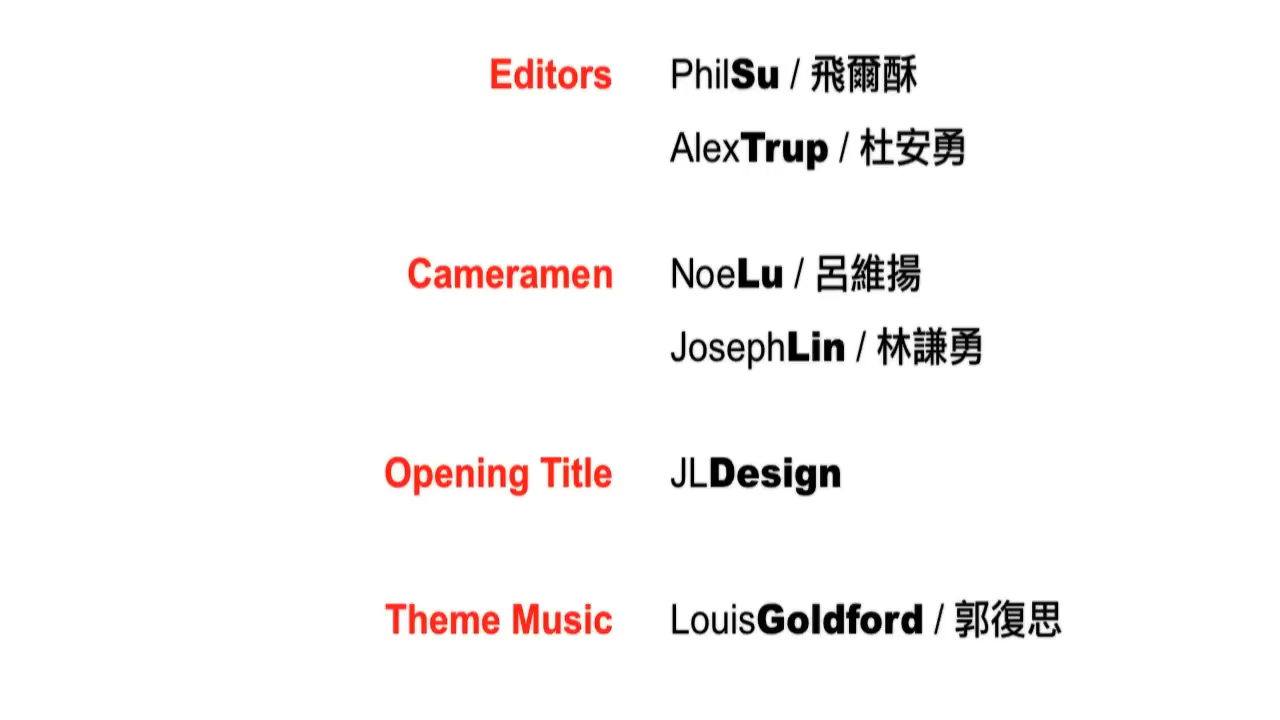 Editors PhilSu / 飛爾酥
AlexTrup / 杜安勇
Cameramen NoeLu / 呂維揚
JosephLin / 林謙勇
Opening Title JLDesign
Theme Music LouisGoldford / 郭復思